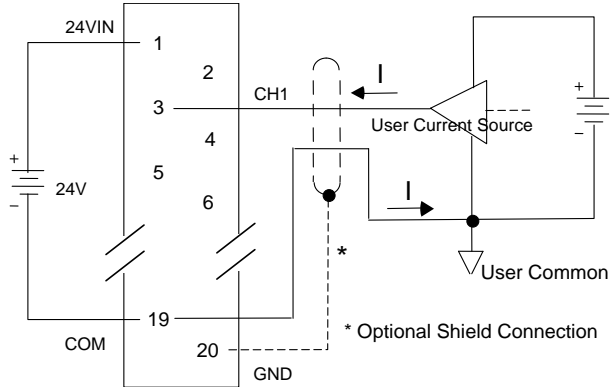 24VIN
1
2
I
3
CH1
User Current Source
+
−
4
+
24V
−
5
6
I
*
User Common
19
* Optional Shield Connection
COM
20
GND